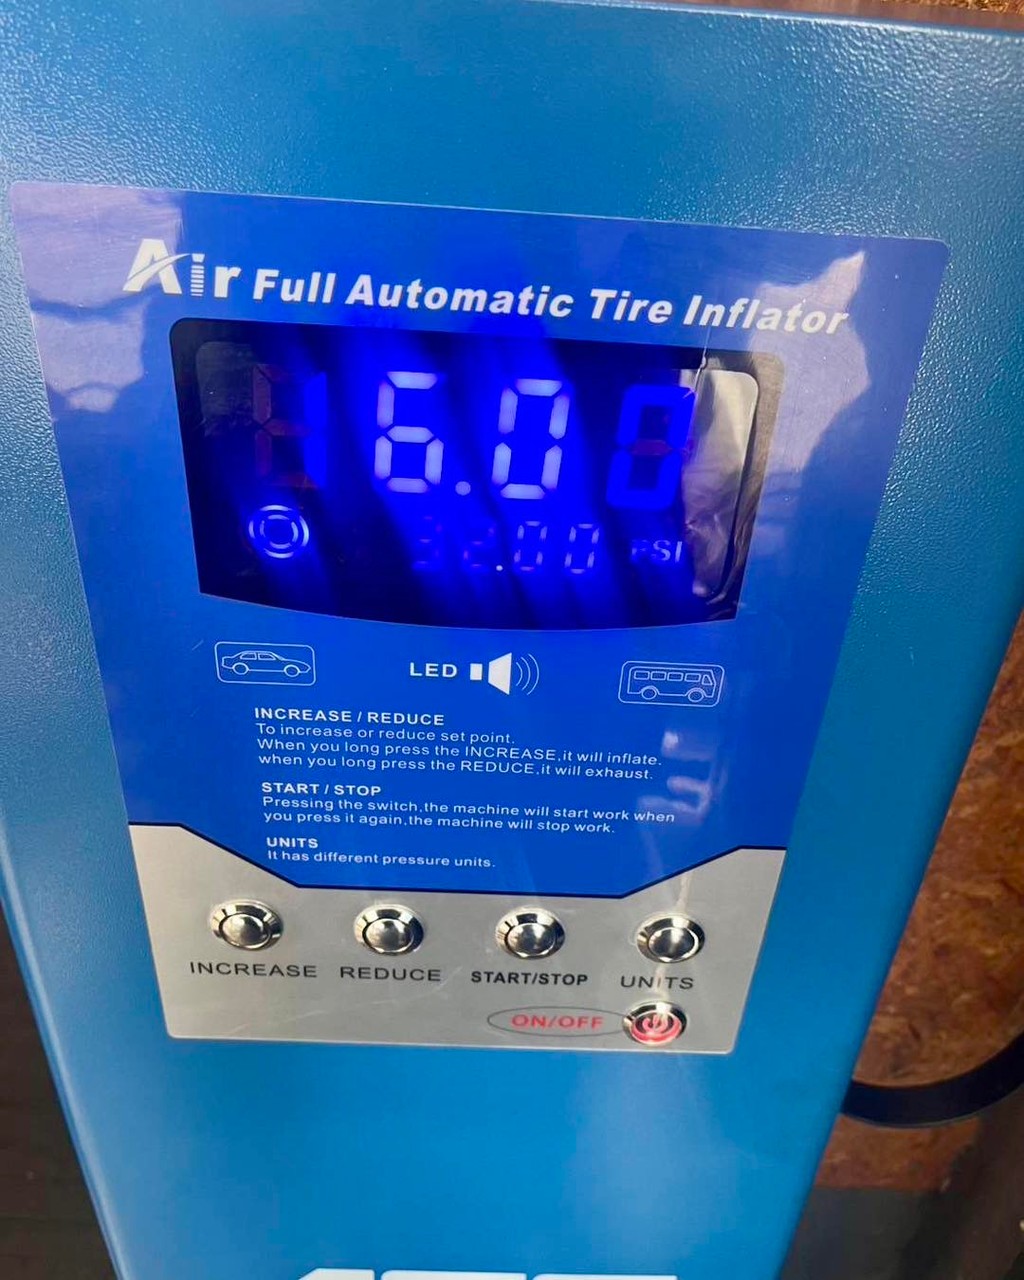 Air Full Automatic Tire Inflator
6.0
PSI
LED
INCREASE / REDUCE
To increase or reduce set point.
When you long press the INCREASE,it will inflate.
when you long press the REDUCE,it will exhaust.
START / STOP
Pressing the switch,the machine will start work when
you press it again,the machine will stop work.
UNITS
It has different pressure units.
INCREASE REDUCE START/STOP UNITS
ON/OFF